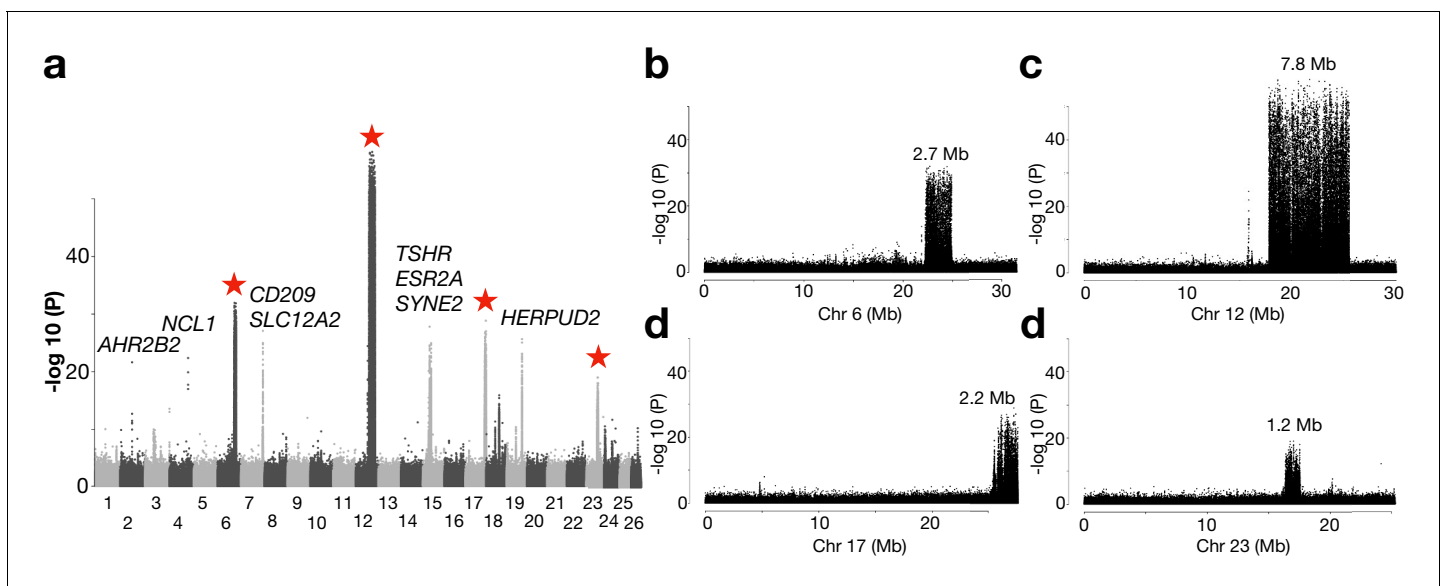 a
-log 10 (P)
40
20
0
AHR2B2
NCL1
CD209
SLC12A2
TSHR
ESR2A
SYNE2
HERPUD2
1 3 5 7 9 11 13 15 17 19 21 23 25
2 4 6 8 10 12 14 16 18 20 22 24 26
b
2.7 Mb
-log 10 (P)
40
20
0
0 10 20 30
Chr 6 (Mb)
c
7.8 Mb
-log 10 (P)
40
20
0
0 10 20 30
Chr 12 (Mb)
d
2.2 Mb
-log 10 (P)
40
20
0
0 20
Chr 17 (Mb)
d
1.2 Mb
-log 10 (P)
40
20
0
0 20
Chr 23 (Mb)